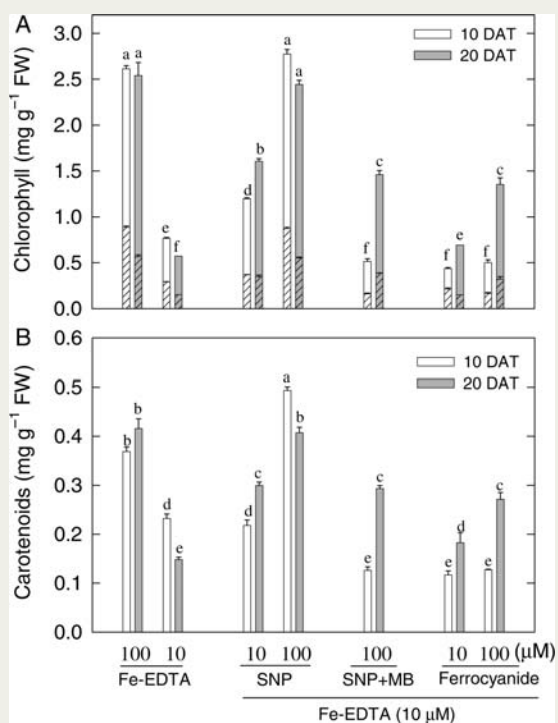 A
Chlorophyll (mg g⁻¹ FW)
3.0
2.5
2.0
1.5
1.0
0.5
0.0
10 DAT
20 DAT
a a
e f
d b
a a
f c
f e
f c
B
Carotenoids (mg g⁻¹ FW)
0.6
0.5
0.4
0.3
0.2
0.1
0.0
10 DAT
20 DAT
b b
d e
d c
a b
e c
e d
e c
100 10 10 100 100 10 100 (μM)
Fe-EDTA SNP SNP+MB Ferrocyanide
Fe-EDTA (10 μM)